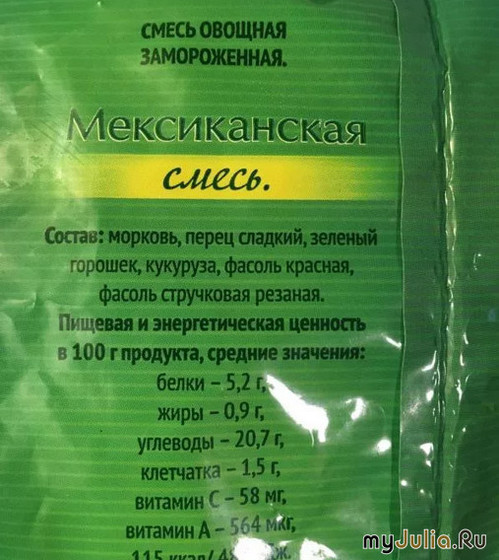 СМЕСЬ ОВОЩНАЯ
ЗАМОРОЖЕННАЯ.
Мексиканская
смесь.
Состав: морковь, перец сладкий, зеленый
горошек, кукуруза, фасоль красная,
фасоль стручковая резаная.
Пищевая и энергетическая ценность
в 100 г продукта, средние значения:
белки – 5,2 г,
жиры – 0,9 г,
углеводы – 20,7 г,
клетчатка – 1,5 г,
витамин С – 58 мг,
витамин А – 564 мкг,
115 ккал/
myJulia.Ru